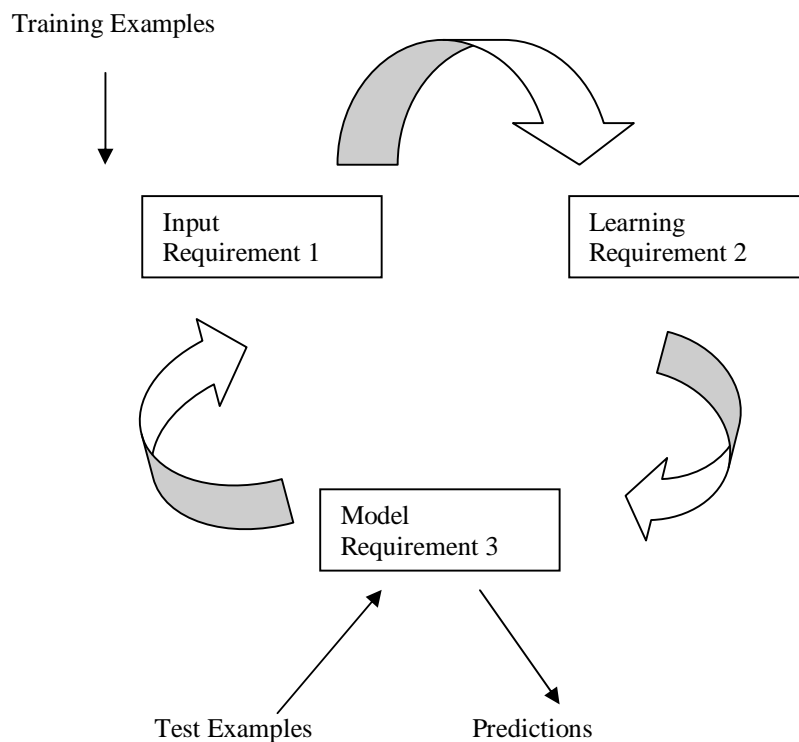 Training Examples
Input
Requirement 1
Learning
Requirement 2
Model
Requirement 3
Test Examples
Predictions